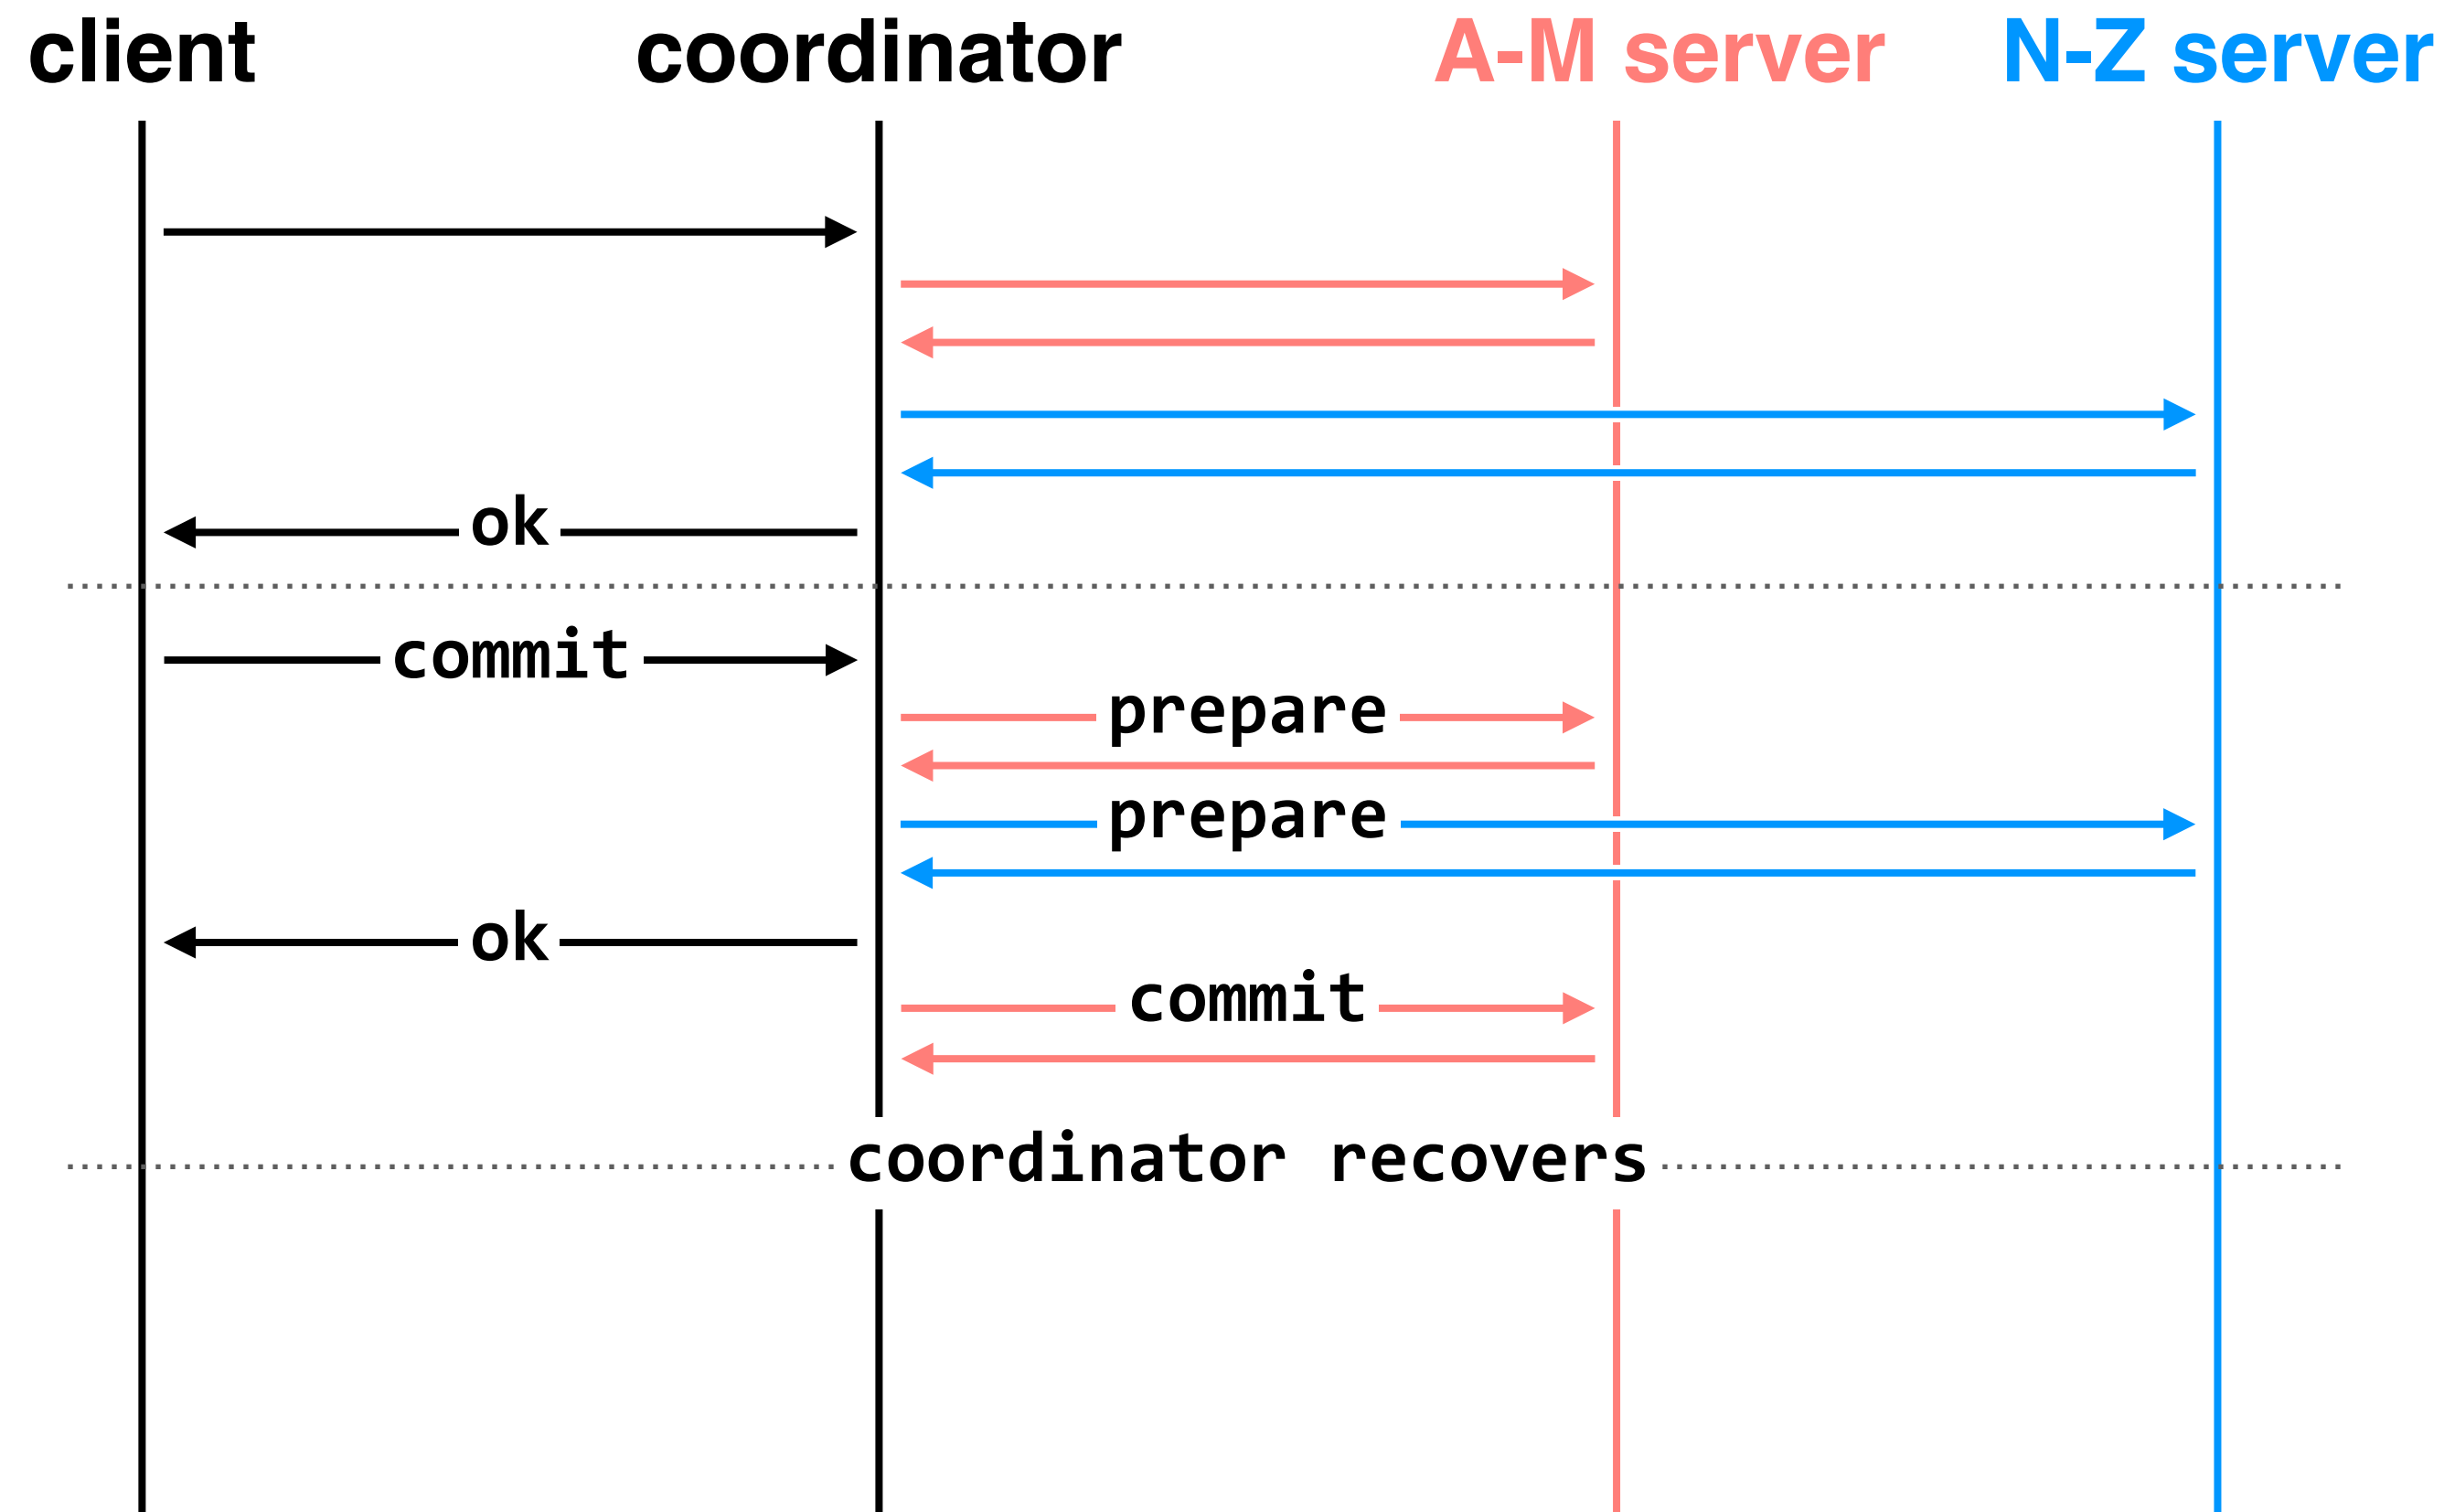 client coordinator A-M server N-Z server
ok
commit
prepare
prepare
ok
commit
coordinator recovers